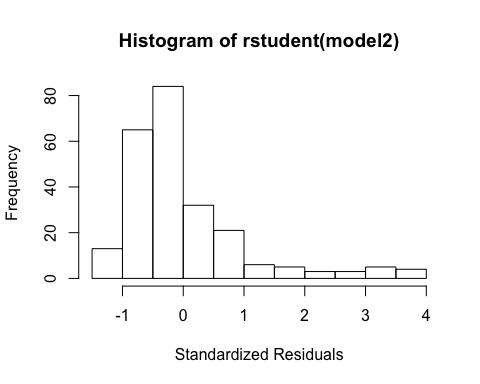 Histogram of rstudent(model2)
Frequency
80
60
40
20
0
-1 0 1 2 3 4
Standardized Residuals